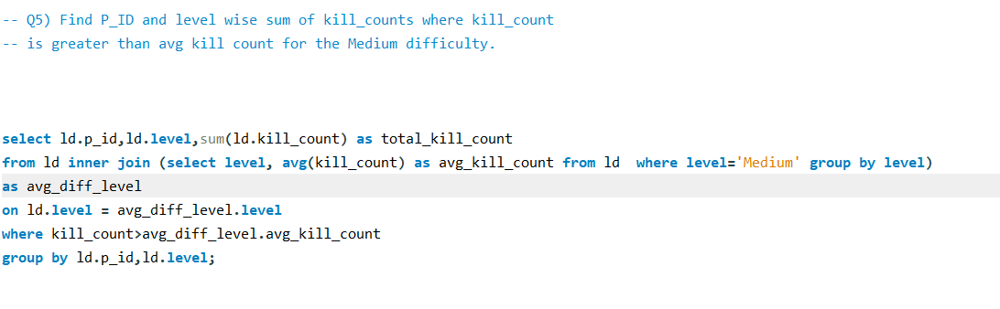 -- Q5) Find P_ID and level wise sum of kill_counts where kill_count
-- is greater than avg kill count for the Medium difficulty.
select ld.p_id,ld.level,sum(ld.kill_count) as total_kill_count
from ld inner join (select level, avg(kill_count) as avg_kill_count from ld  where level='Medium' group by level)
as avg_diff_level
on ld.level = avg_diff_level.level
where kill_count>avg_diff_level.avg_kill_count
group by ld.p_id,ld.level;